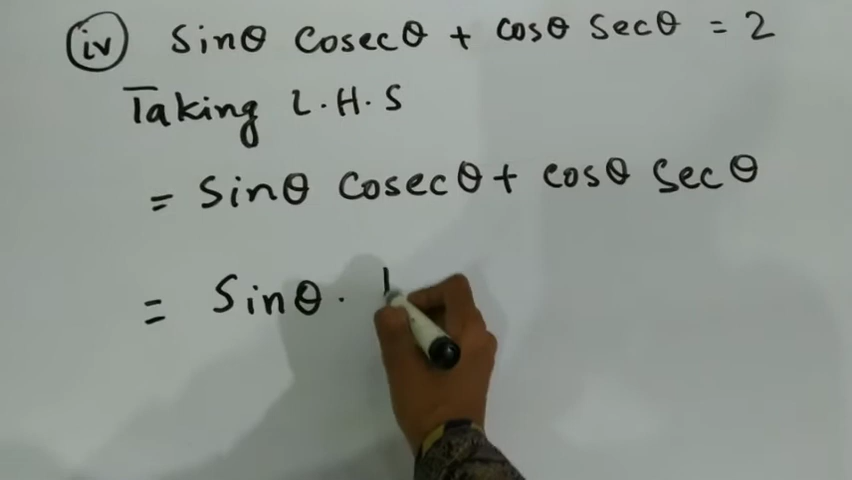 (iv) Sinθ Cosecθ + cosθ Secθ = 2
Taking L.H.S
= Sinθ Cosecθ + cosθ Secθ
= Sinθ · 1